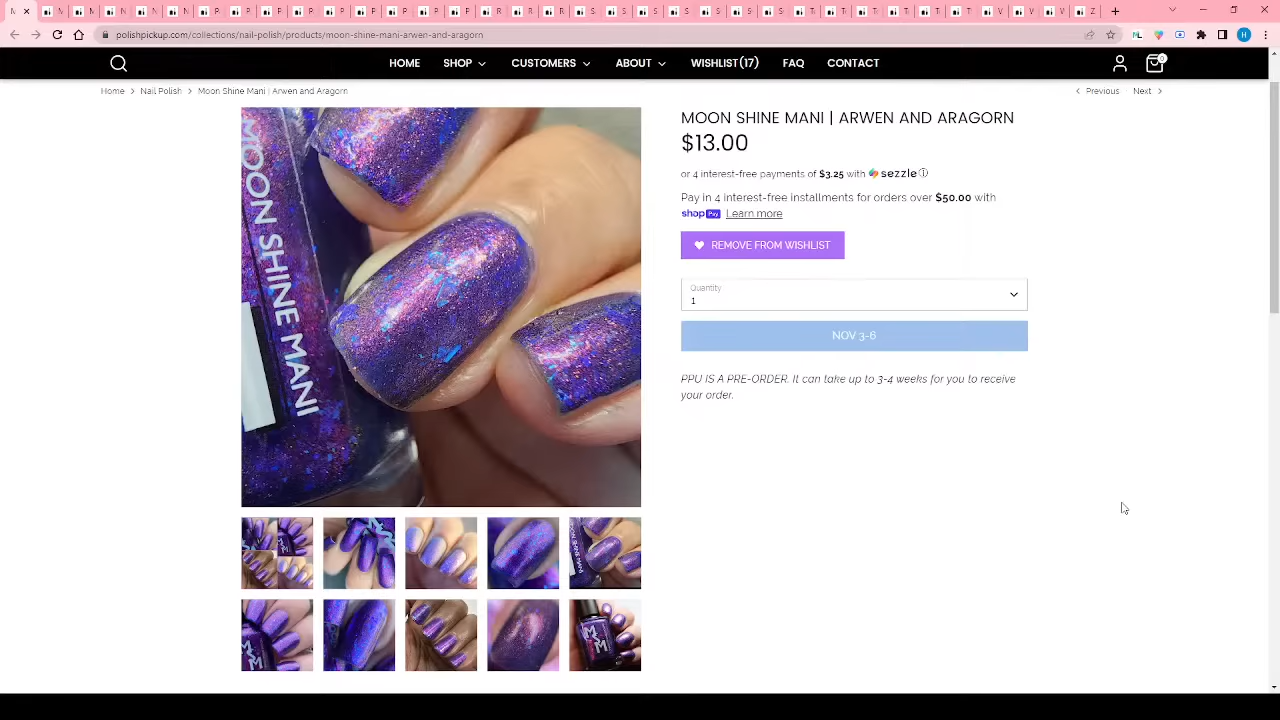 polishpickup.com/collections/nail-polish/products/moon-shine-mani-arwen-and-aragorn
HOME
SHOP
CUSTOMERS
ABOUT
WISHLIST(17)
FAQ
CONTACT
0
Home > Nail Polish > Moon Shine Mani | Arwen and Aragorn
< Previous
Next >
MOON SHINE MANI | ARWEN AND ARAGORN
$13.00
or 4 interest-free payments of $3.25 with sezzle
Pay in 4 interest-free installments for orders over $50.00 with
shop Pay Learn more
REMOVE FROM WISHLIST
Quantity
1
NOV 3-6
PPU IS A PRE-ORDER. It can take up to 3-4 weeks for you to receive
your order.
MOON SHINE MANI